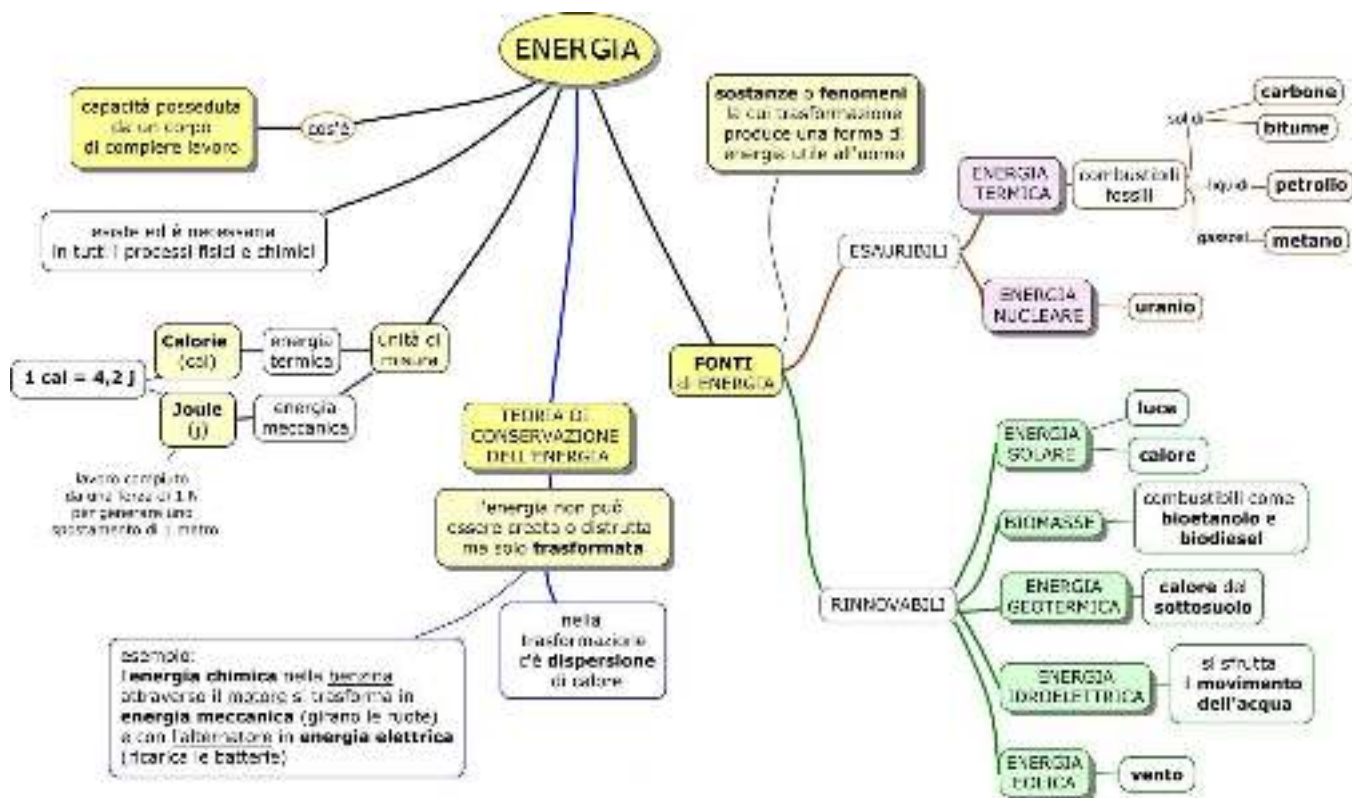 ENERGIA
capacità posseduta
da un corpo
di compiere lavoro
cos'è
esiste ed è necessaria
in tutti i processi fisici e chimici
unità di
misura
energia
termica
Calorie
(cal)
1 cal = 4,2 j
energia
meccanica
Joule
(j)
lavoro compiuto
da una forza di 1 N
per generare uno
spostamento di 1 metro
TEORIA DI
CONSERVAZIONE
DELL'ENERGIA
l'energia non può
essere creata o distrutta
ma solo trasformata
esempio:
l'energia chimica nella benzina
attraverso il motore si trasforma in
energia meccanica (girano le ruote)
e con l'alternatore in energia elettrica
(ricarica le batterie)
nella
trasformazione
c'è dispersione
di calore
FONTI
di ENERGIA
sostanze o fenomeni
la cui trasformazione
produce una forma di
energia utile all'uomo
ESAURIBILI
ENERGIA
TERMICA
combustibili
fossili
solidi
carbone
bitume
liquidi
petrolio
gassosi
metano
ENERGIA
NUCLEARE
uranio
RINNOVABILI
ENERGIA
SOLARE
luce
calore
BIOMASSE
combustibili come
bioetanolo e
biodiesel
ENERGIA
GEOTERMICA
calore del
sottosuolo
ENERGIA
IDROELETTRICA
si sfrutta
il movimento
dell'acqua
ENERGIA
EOLICA
vento